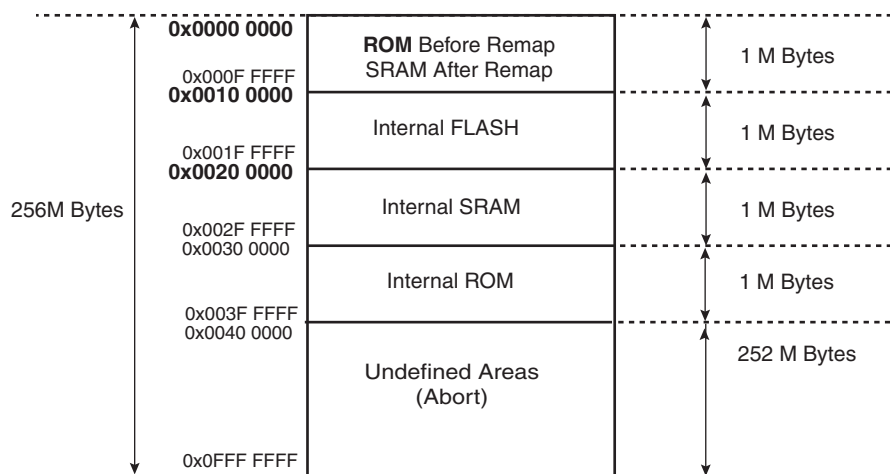 0x0000 0000
ROM Before Remap
SRAM After Remap
1 M Bytes
0x000F FFFF
0x0010 0000
Internal FLASH
1 M Bytes
0x001F FFFF
0x0020 0000
256M Bytes
Internal SRAM
1 M Bytes
0x002F FFFF
0x0030 0000
Internal ROM
1 M Bytes
0x003F FFFF
0x0040 0000
252 M Bytes
Undefined Areas
(Abort)
0x0FFF FFFF